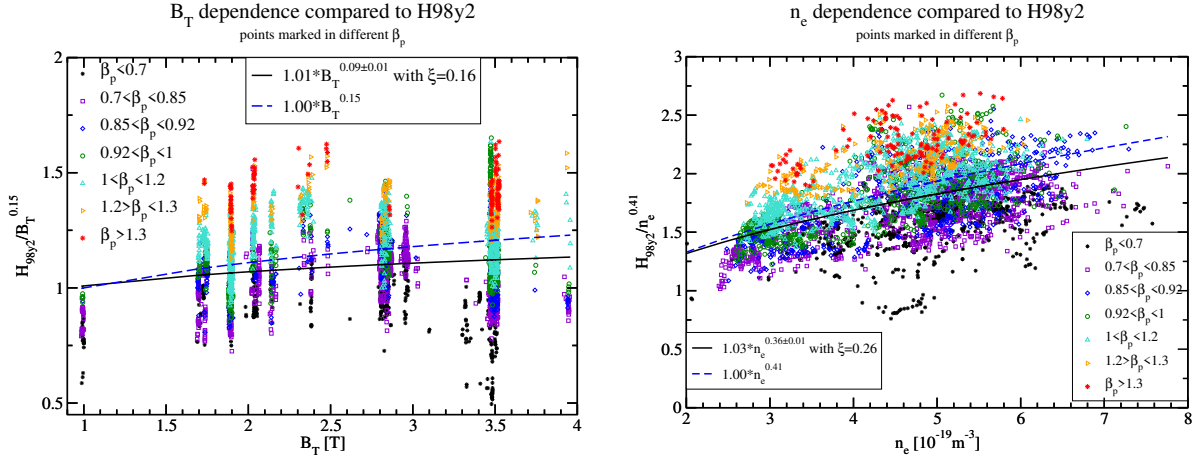 B_T dependence compared to H98y2
points marked in different β_p
2
1.5
1
0.5
H_98y2/B_T^0.15
β_p<0.7
0.7<β_p<0.85
0.85<β_p<0.92
0.92<β_p<1
1<β_p<1.2
1.2>β_p<1.3
β_p>1.3
1.01*B_T^0.09±0.01 with ξ=0.16
1.00*B_T^0.15
1 1.5 2 2.5 3 3.5 4
B_T [T]
n_e dependence compared to H98y2
points marked in different β_p
3
2.5
2
1.5
1
0.5
0
H_98y2/n_e^0.41
β_p<0.7
0.7<β_p<0.85
0.85<β_p<0.92
0.92<β_p<1
1<β_p<1.2
1.2>β_p<1.3
β_p>1.3
1.03*n_e^0.36±0.01 with ξ=0.26
1.00*n_e^0.41
2 3 4 5 6 7 8
n_e [10^-19 m^-3]